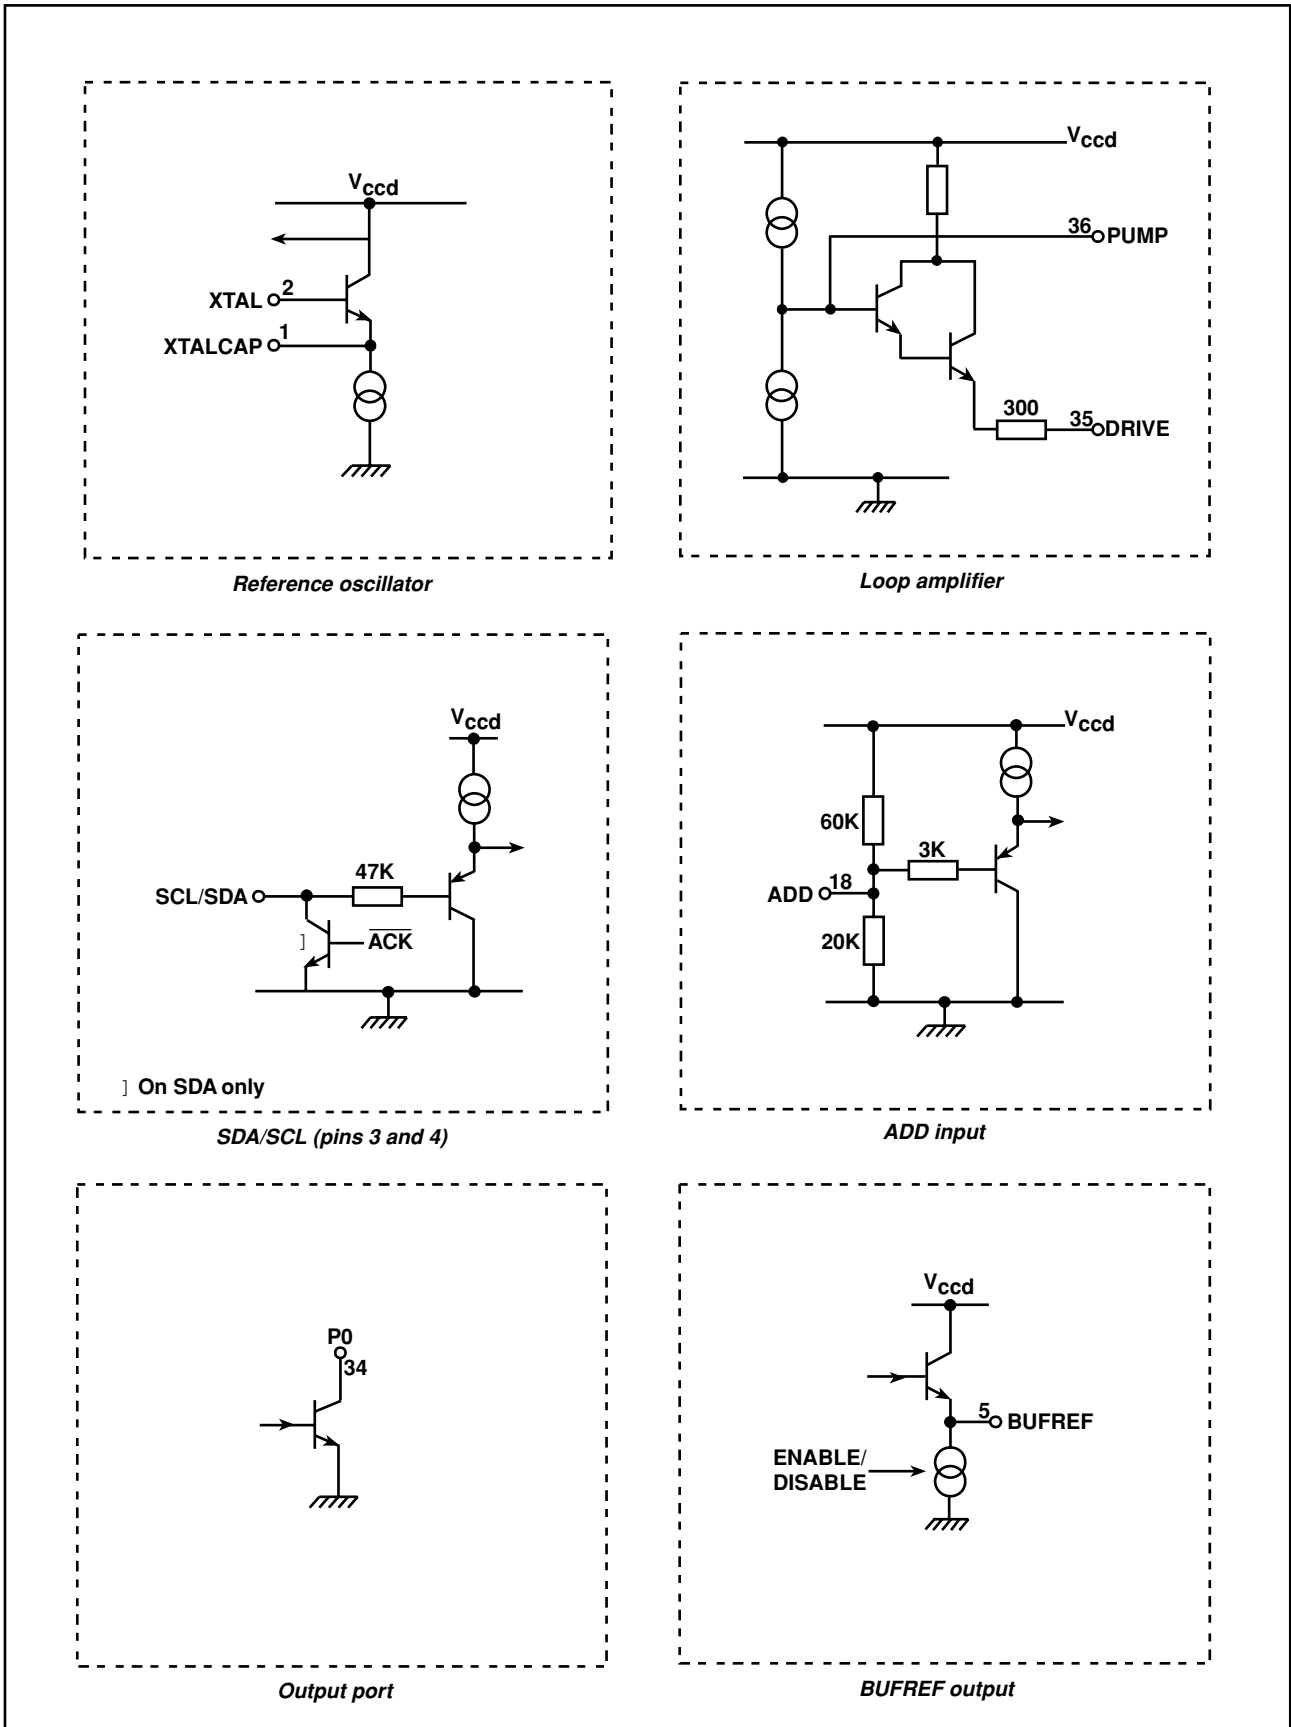 Vccd
XTAL 2
XTALCAP 1
Reference oscillator
Vccd
36 PUMP
300
35 DRIVE
Loop amplifier
Vccd
47K
SCL/SDA
] ACK
] On SDA only
SDA/SCL (pins 3 and 4)
Vccd
60K
3K
ADD 18
20K
ADD input
P0
34
Output port
Vccd
5 BUFREF
ENABLE/
DISABLE
BUFREF output